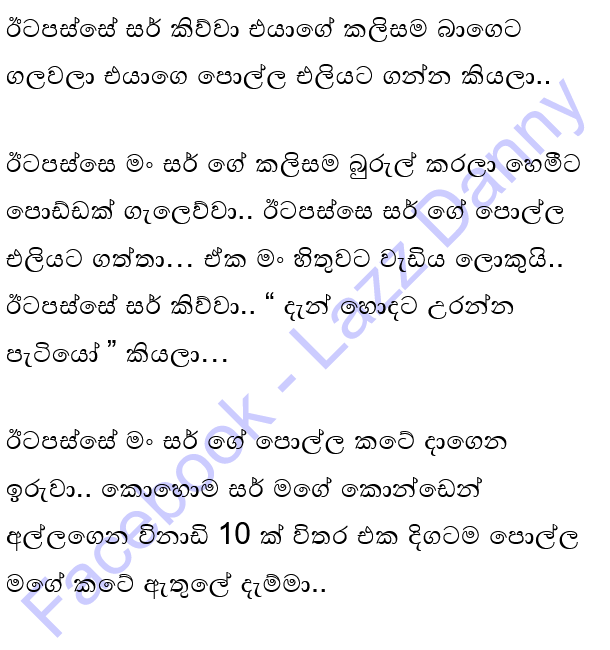 ඊටපස්සේ සර් කිව්වා එයාගේ කලිසම බාගෙට
ගලවලා එයාගෙ පොල්ල එලියට ගන්න කියලා..
ඊටපස්සෙ මං සර් ගේ කලිසම බුරුල් කරලා හෙමීට
පොඩ්ඩක් ගැලෙව්වා.. ඊටපස්සෙ සර් ගේ පොල්ල
එලියට ගත්තා… ඒක මං හිතුවට වැඩිය ලොකුයි..
ඊටපස්සේ සර් කිව්වා.. “ දැන් හොදට උරන්න
පැටියෝ ” කියලා…
ඊටපස්සේ මං සර් ගේ පොල්ල කටේ දාගෙන
ඉරුවා.. කොහොම සර් මගේ කොන්ඩෙන්
අල්ලගෙන විනාඩි 10 ක් විතර එක දිගටම පොල්ල
මගේ කටේ ඇතුලේ දැම්මා..
Facebook - Lazz Danny